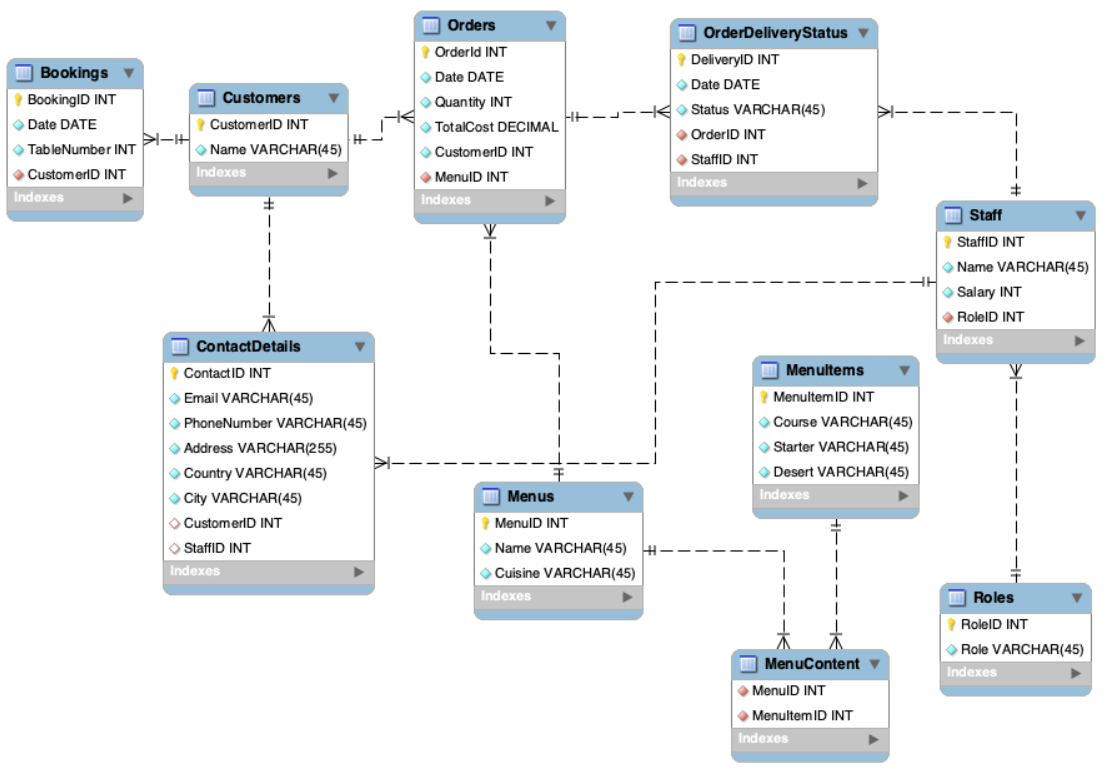 Bookings
BookingID INT
Date DATE
TableNumber INT
CustomerID INT
Indexes
Customers
CustomerID INT
Name VARCHAR(45)
Indexes
Orders
OrderId INT
Date DATE
Quantity INT
TotalCost DECIMAL
CustomerID INT
MenuID INT
Indexes
OrderDeliveryStatus
DeliveryID INT
Date DATE
Status VARCHAR(45)
OrderID INT
StaffID INT
Indexes
Staff
StaffID INT
Name VARCHAR(45)
Salary INT
RoleID INT
Indexes
ContactDetails
ContactID INT
Email VARCHAR(45)
PhoneNumber VARCHAR(45)
Address VARCHAR(255)
Country VARCHAR(45)
City VARCHAR(45)
CustomerID INT
StaffID INT
Indexes
Menus
MenuID INT
Name VARCHAR(45)
Cuisine VARCHAR(45)
Indexes
MenuItems
MenuItemID INT
Course VARCHAR(45)
Starter VARCHAR(45)
Desert VARCHAR(45)
Indexes
MenuContent
MenuID INT
MenuItemID INT
Indexes
Roles
RoleID INT
Role VARCHAR(45)
Indexes